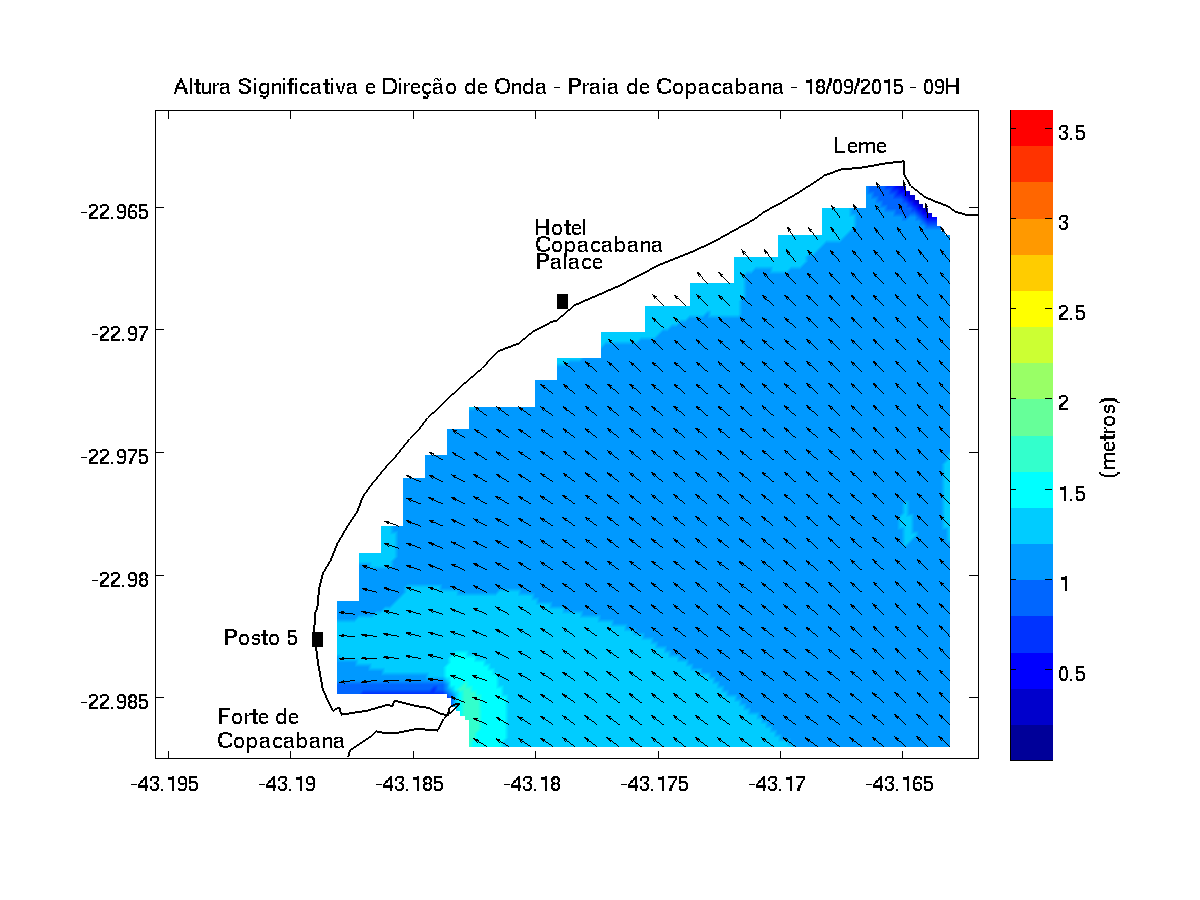 Altura Significativa e Direção de Onda - Praia de Copacabana - 18/09/2015 - 09H
Leme
Hotel
Copacabana
Palace
Posto 5
Forte de
Copacabana
-22.965
-22.97
-22.975
-22.98
-22.985
-43.195
-43.19
-43.185
-43.18
-43.175
-43.17
-43.165
3.5
3
2.5
2
1.5
1
0.5
(metros)